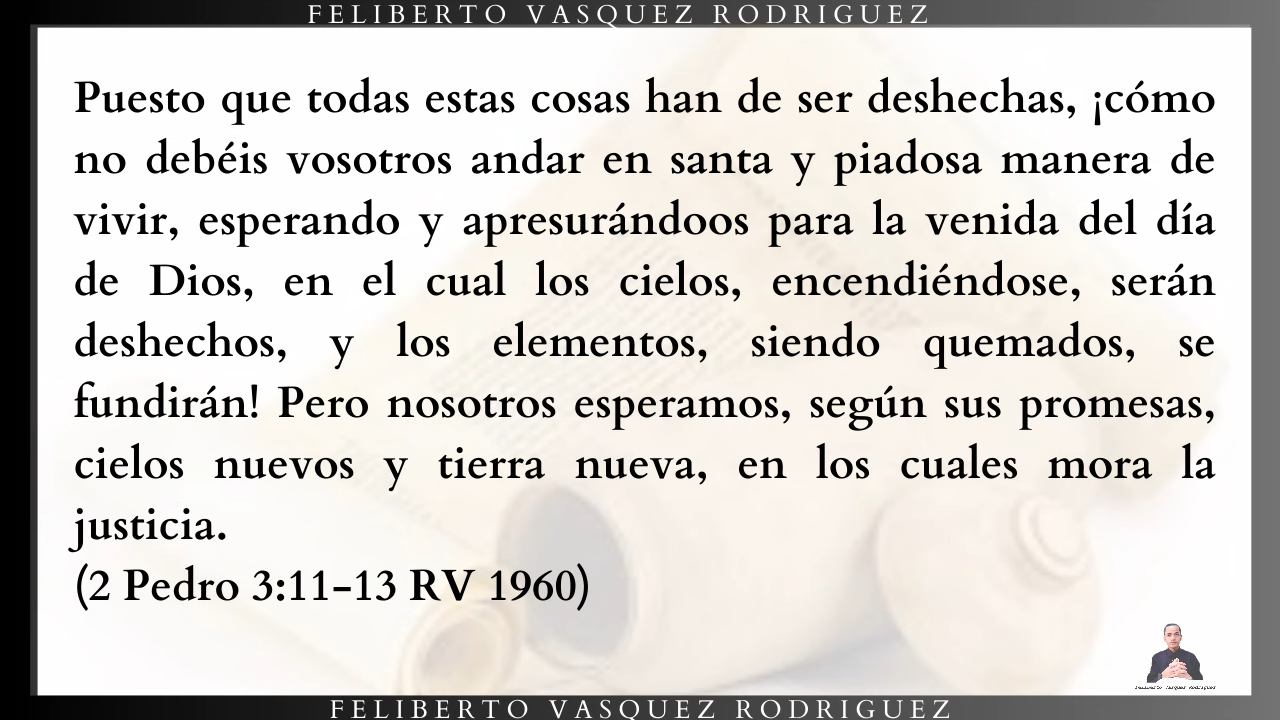 FELIBERTO VASQUEZ RODRIGUEZ
Puesto que todas estas cosas han de ser deshechas, ¡cómo
no debéis vosotros andar en santa y piadosa manera de
vivir, esperando y apresurándoos para la venida del día
de Dios, en el cual los cielos, encendiéndose, serán
deshechos, y los elementos, siendo quemados, se
fundirán! Pero nosotros esperamos, según sus promesas,
cielos nuevos y tierra nueva, en los cuales mora la
justicia.
(2 Pedro 3:11-13 RV 1960)
Feliberto Vasquez Rodriguez
FELIBERTO VASQUEZ RODRIGUEZ